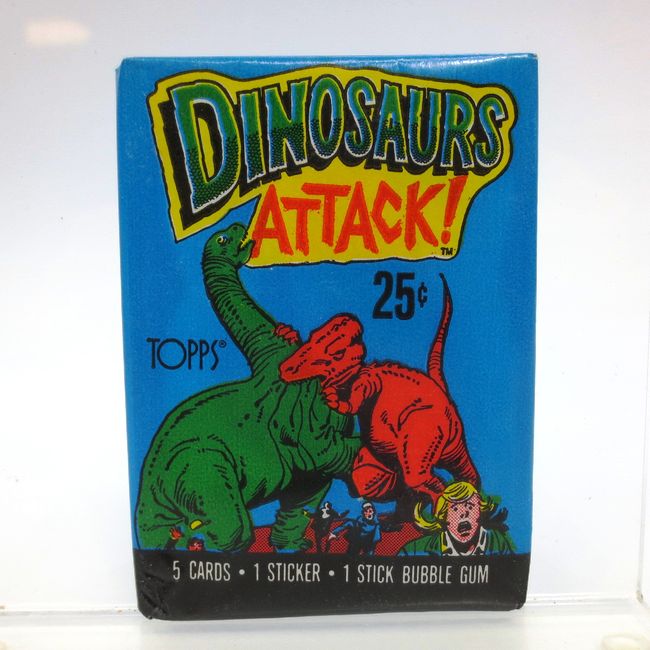 DINOSAURS
ATTACK!
TM
25¢
TOPPS®
5 CARDS • 1 STICKER • 1 STICK BUBBLE GUM